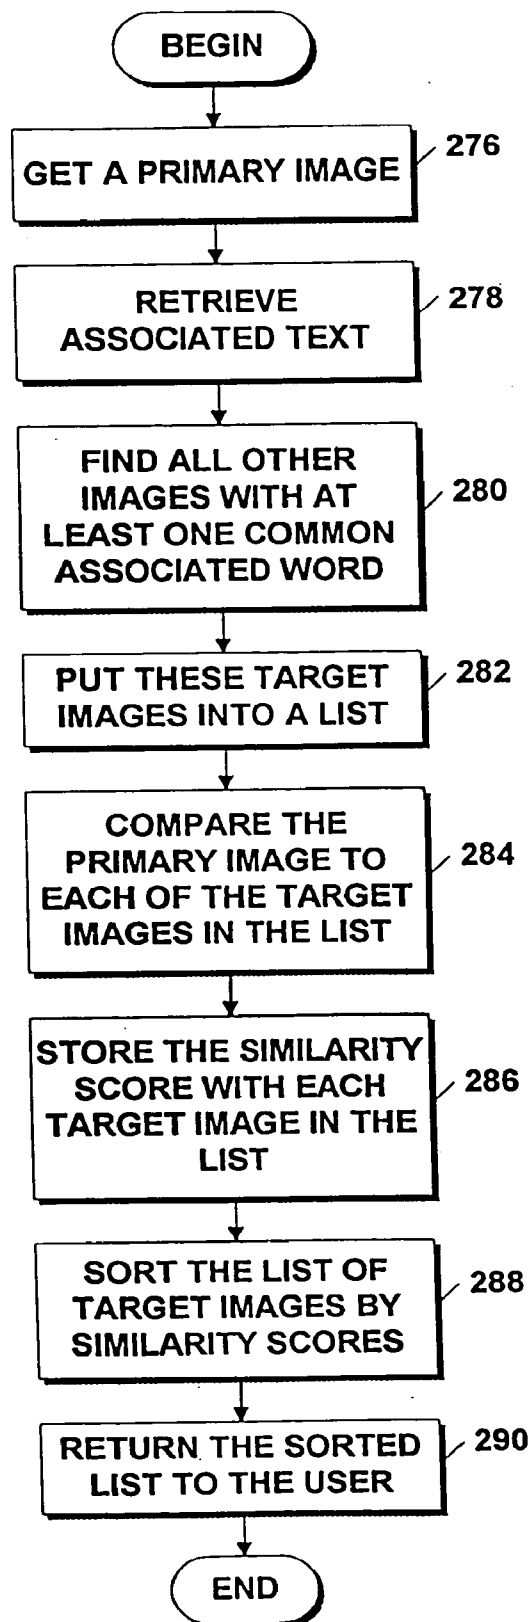 BEGIN
GET A PRIMARY IMAGE
276
RETRIEVE
ASSOCIATED TEXT
278
FIND ALL OTHER
IMAGES WITH AT
LEAST ONE COMMON
ASSOCIATED WORD
280
PUT THESE TARGET
IMAGES INTO A LIST
282
COMPARE THE
PRIMARY IMAGE TO
EACH OF THE TARGET
IMAGES IN THE LIST
284
STORE THE SIMILARITY
SCORE WITH EACH
TARGET IMAGE IN THE
LIST
286
SORT THE LIST OF
TARGET IMAGES BY
SIMILARITY SCORES
288
RETURN THE SORTED
LIST TO THE USER
290
END